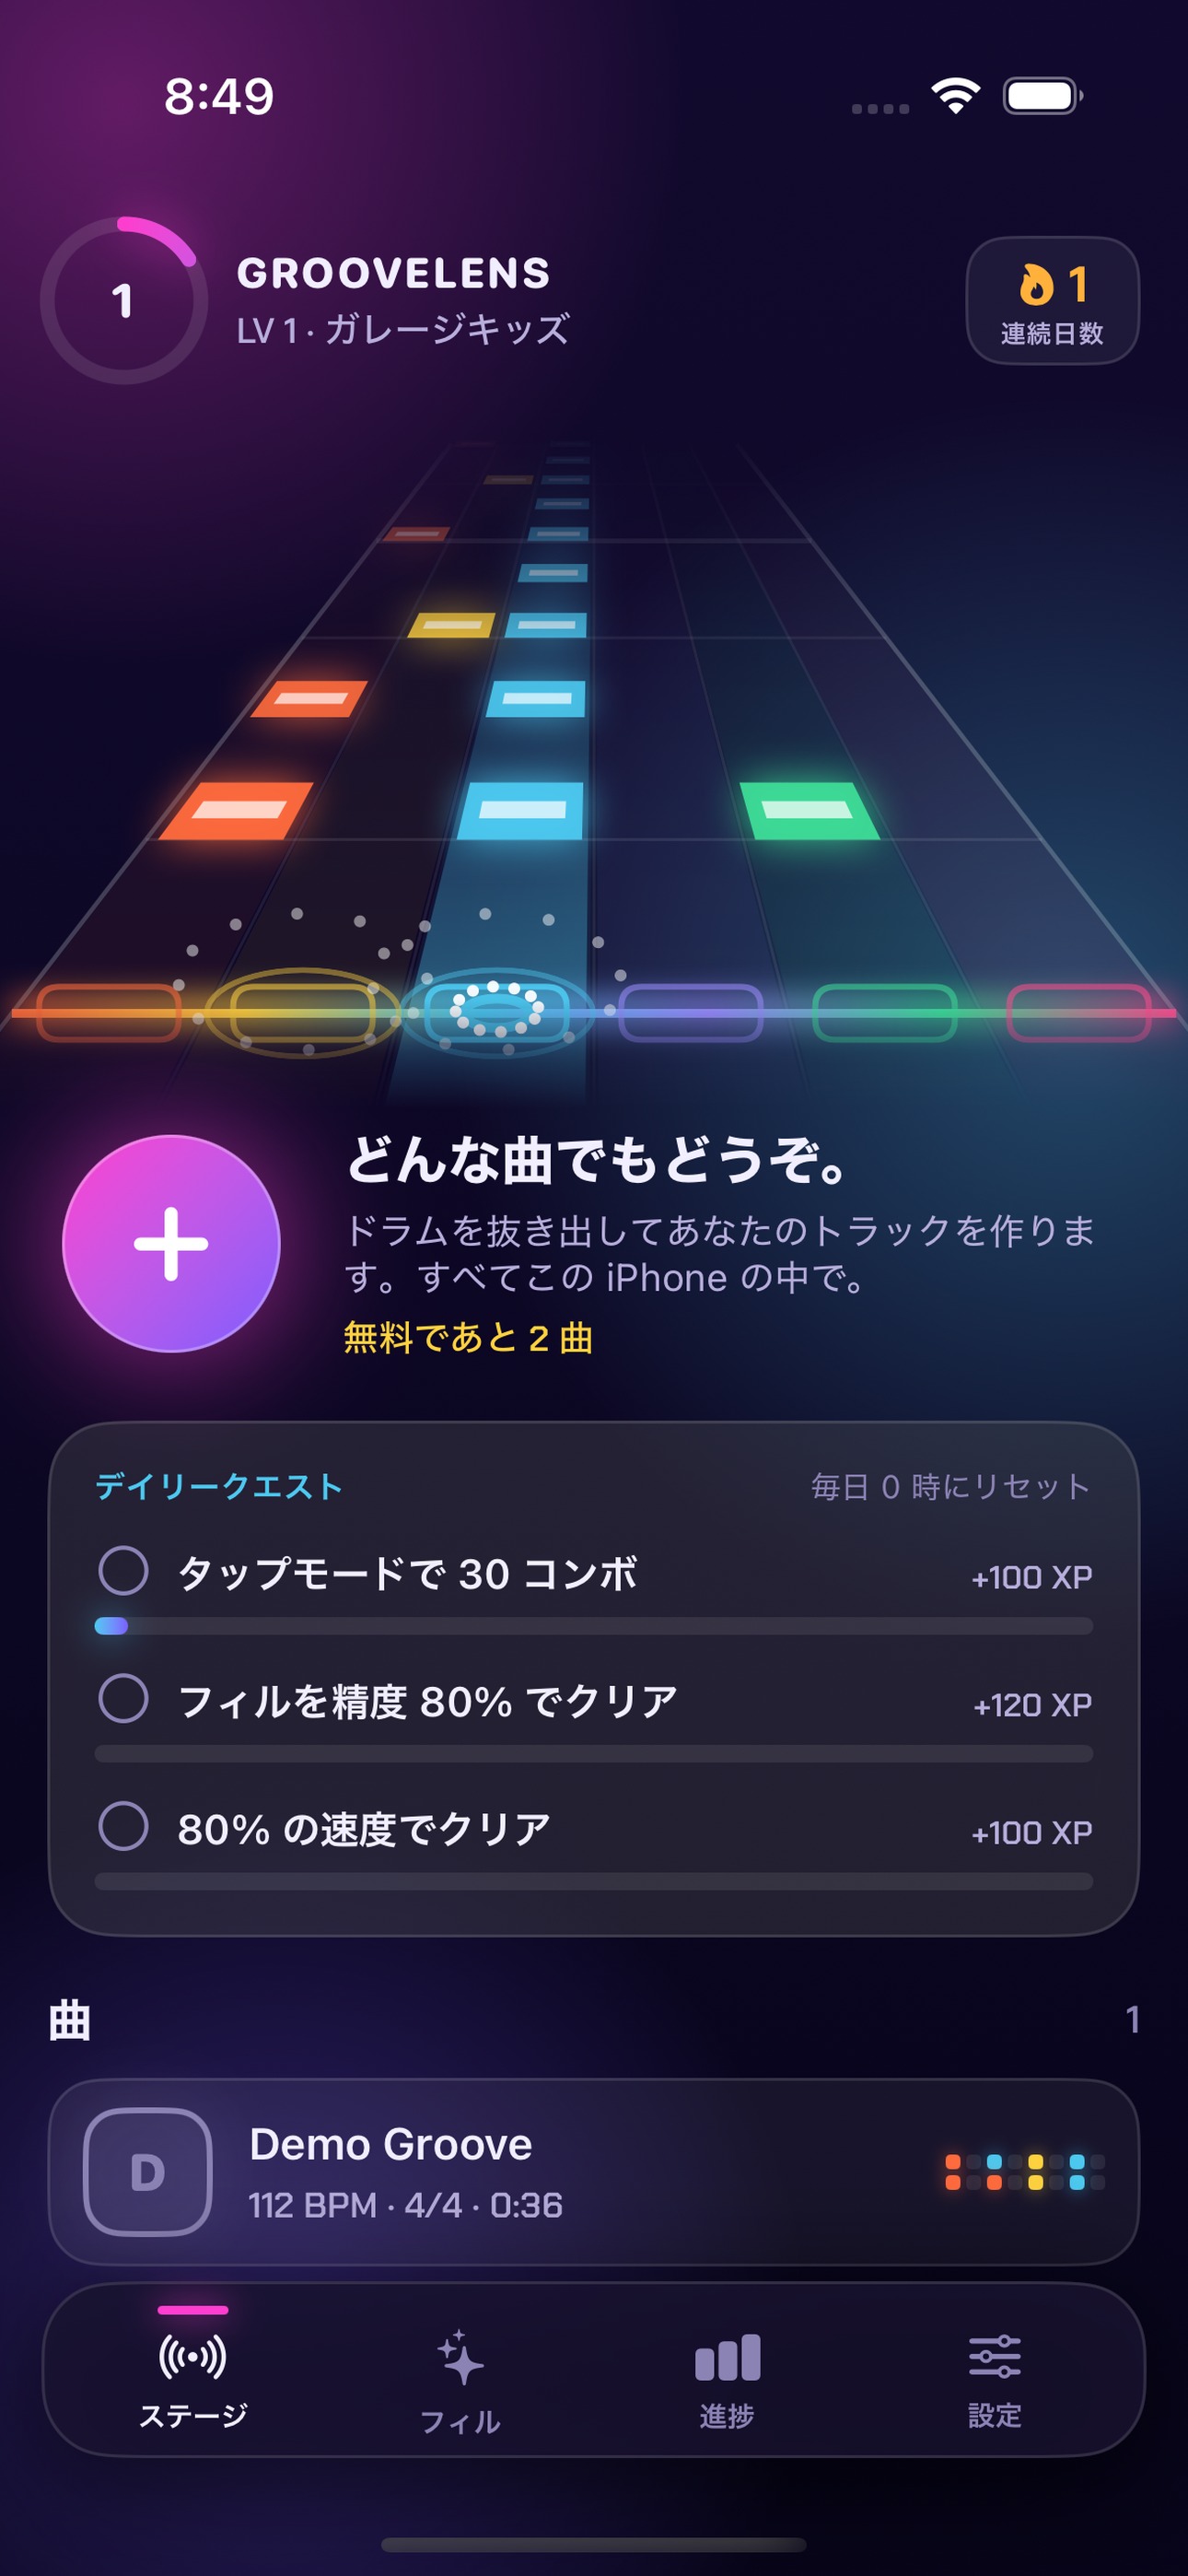 8:49
1
GROOVELENS
LV 1 · ガレージキッズ
1
連続日数
どんな曲でもどうぞ。
ドラムを抜き出してあなたのトラックを作りま
す。すべてこの iPhone の中で。
無料であと 2 曲
デイリークエスト
毎日 0 時にリセット
タップモードで 30 コンボ
+100 XP
フィルを精度 80% でクリア
+120 XP
80% の速度でクリア
+100 XP
曲
1
D
Demo Groove
112 BPM · 4/4 · 0:36
ステージ
フィル
進捗
設定